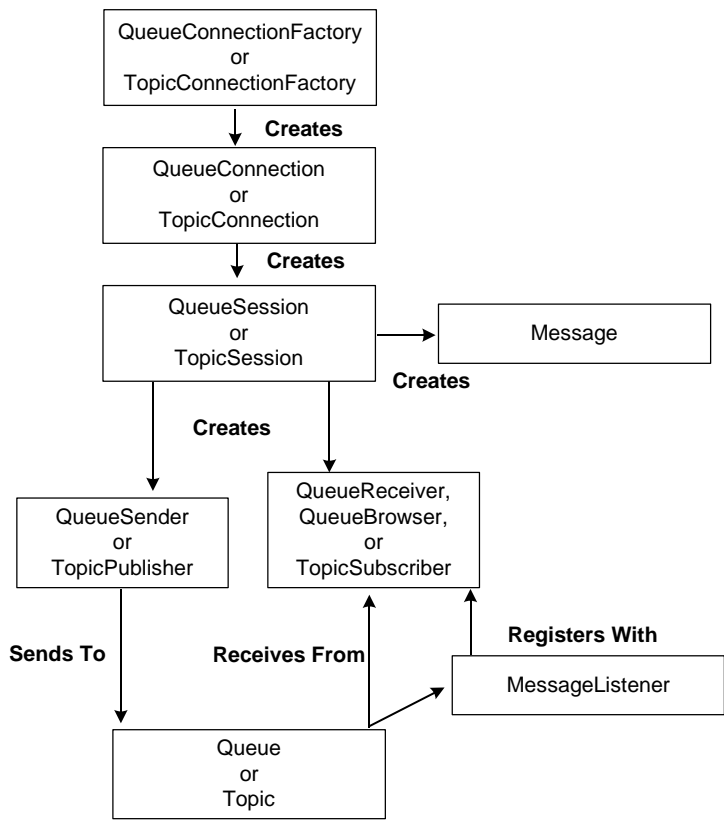 QueueConnectionFactory
or
TopicConnectionFactory
Creates
QueueConnection
or
TopicConnection
Creates
QueueSession
or
TopicSession
Message
Creates
Creates
QueueSender
or
TopicPublisher
QueueReceiver,
QueueBrowser,
or
TopicSubscriber
Sends To
Receives From
Registers With
MessageListener
Queue
or
Topic